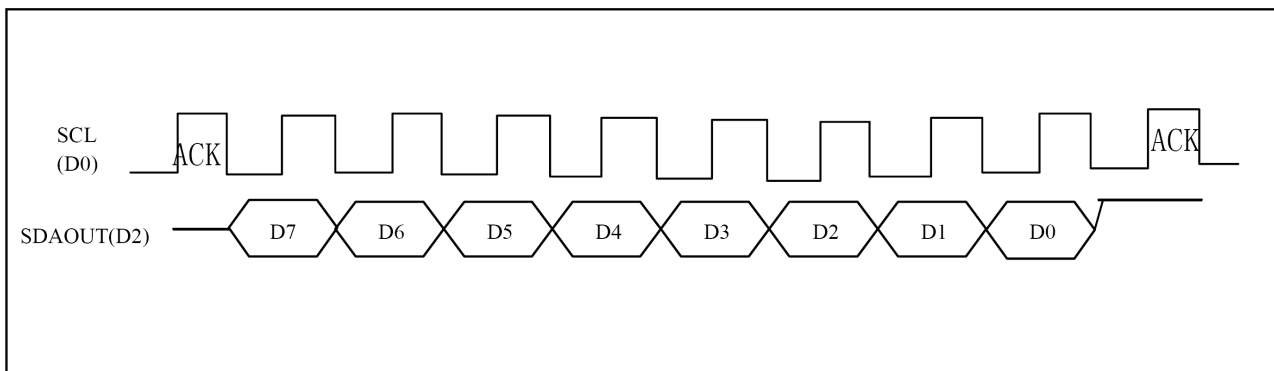 SCL
(D0)
ACK
ACK
SDAOUT(D2)
D7
D6
D5
D4
D3
D2
D1
D0